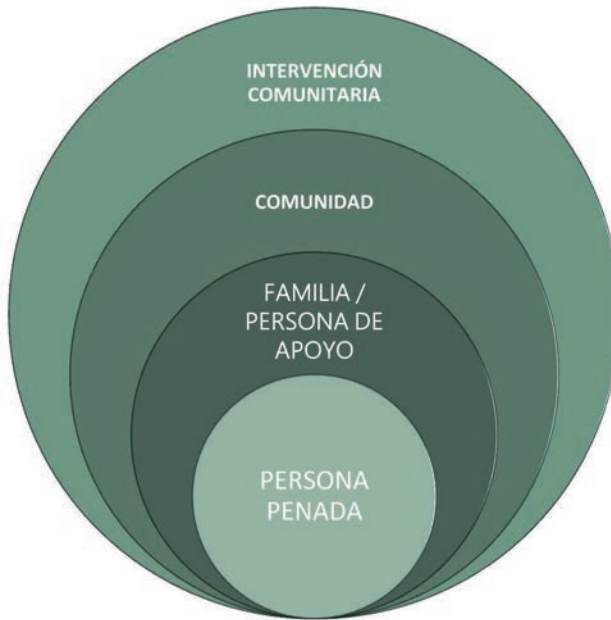 INTERVENCIÓN
COMUNITARIA
COMUNIDAD
FAMILIA /
PERSONA DE
APOYO
PERSONA
PENADA